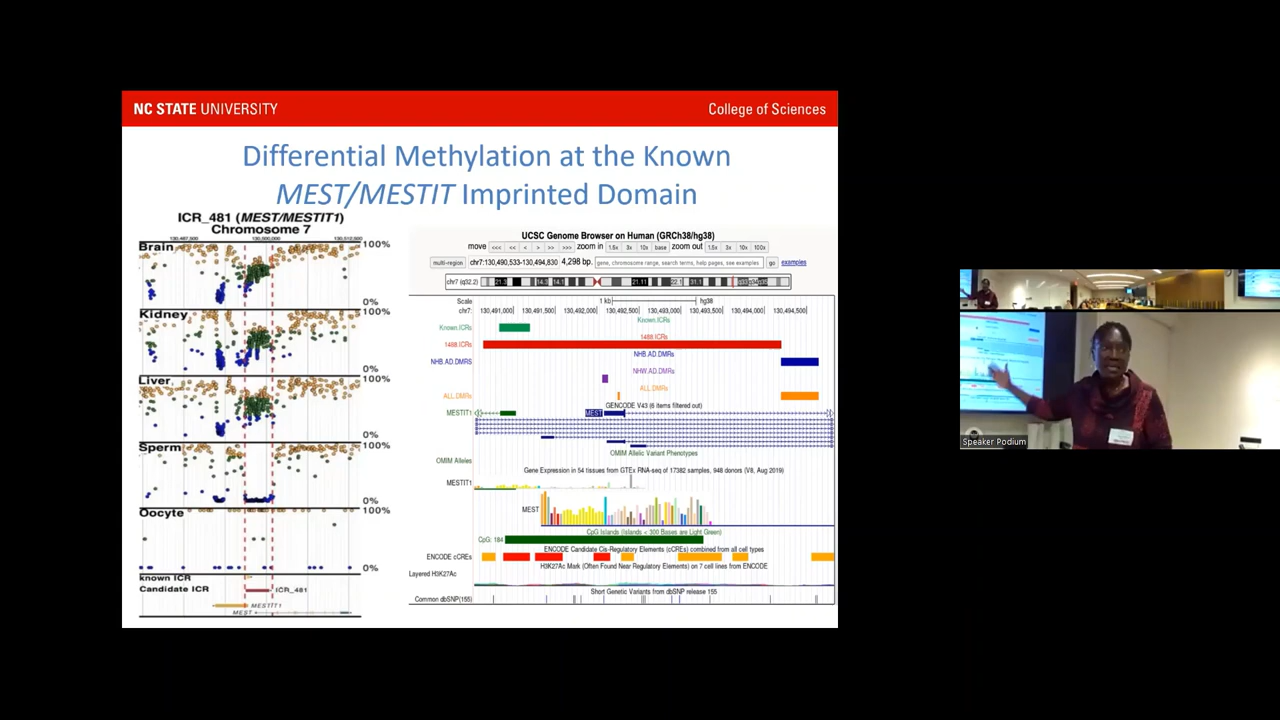 NC STATE UNIVERSITY
College of Sciences
Differential Methylation at the Known
MEST/MESTIT Imprinted Domain
ICR_481 (MEST/MESTIT1)
Chromosome 7
130,487,500 130,500,000 130,512,500
Brain
100%
0%
Kidney
100%
0%
Liver
100%
0%
Sperm
100%
0%
Oocyte
100%
0%
known ICR
Candidate ICR
ICR_481
MESTIT1
MEST
UCSC Genome Browser on Human (GRCh38/hg38)
move <<< << < > >> >>> zoom in 1.5x 3x 10x base zoom out 1.5x 3x 10x 100x
multi-region chr7:130,490,533-130,494,830 4,298 bp. gene, chromosome range, search terms, help pages, see examples go examples
chr7 (q32.2)
Scale 1 kb hg38
chr7: 130,491,000 130,491,500 130,492,000 130,492,500 130,493,000 130,493,500 130,494,000 130,494,500
Known.ICRs Known.ICRs
1488.ICRs 1488.ICRs
NHB.AD.DMRS NHB.AD.DMRs
NHW.AD.DMRs
ALL.DMRs ALL.DMRs
GENCODE V43 (6 items filtered out)
MESTIT1 MEST
OMIM Allelic Variant Phenotypes
OMIM Alleles
Gene Expression in 54 tissues from GTEx RNA-seq of 17382 samples, 948 donors (V8, Aug 2019)
MESTIT1
MEST
CpG Islands (Islands < 300 Bases are Light Green)
CpG: 184
ENCODE Candidate Cis-Regulatory Elements (cCREs) combined from all cell types
ENCODE cCREs
H3K27Ac Mark (Often Found Near Regulatory Elements) on 7 cell lines from ENCODE
Layered H3K27Ac
Short Genetic Variants from dbSNP release 155
Common dbSNP(155)
Speaker Podium